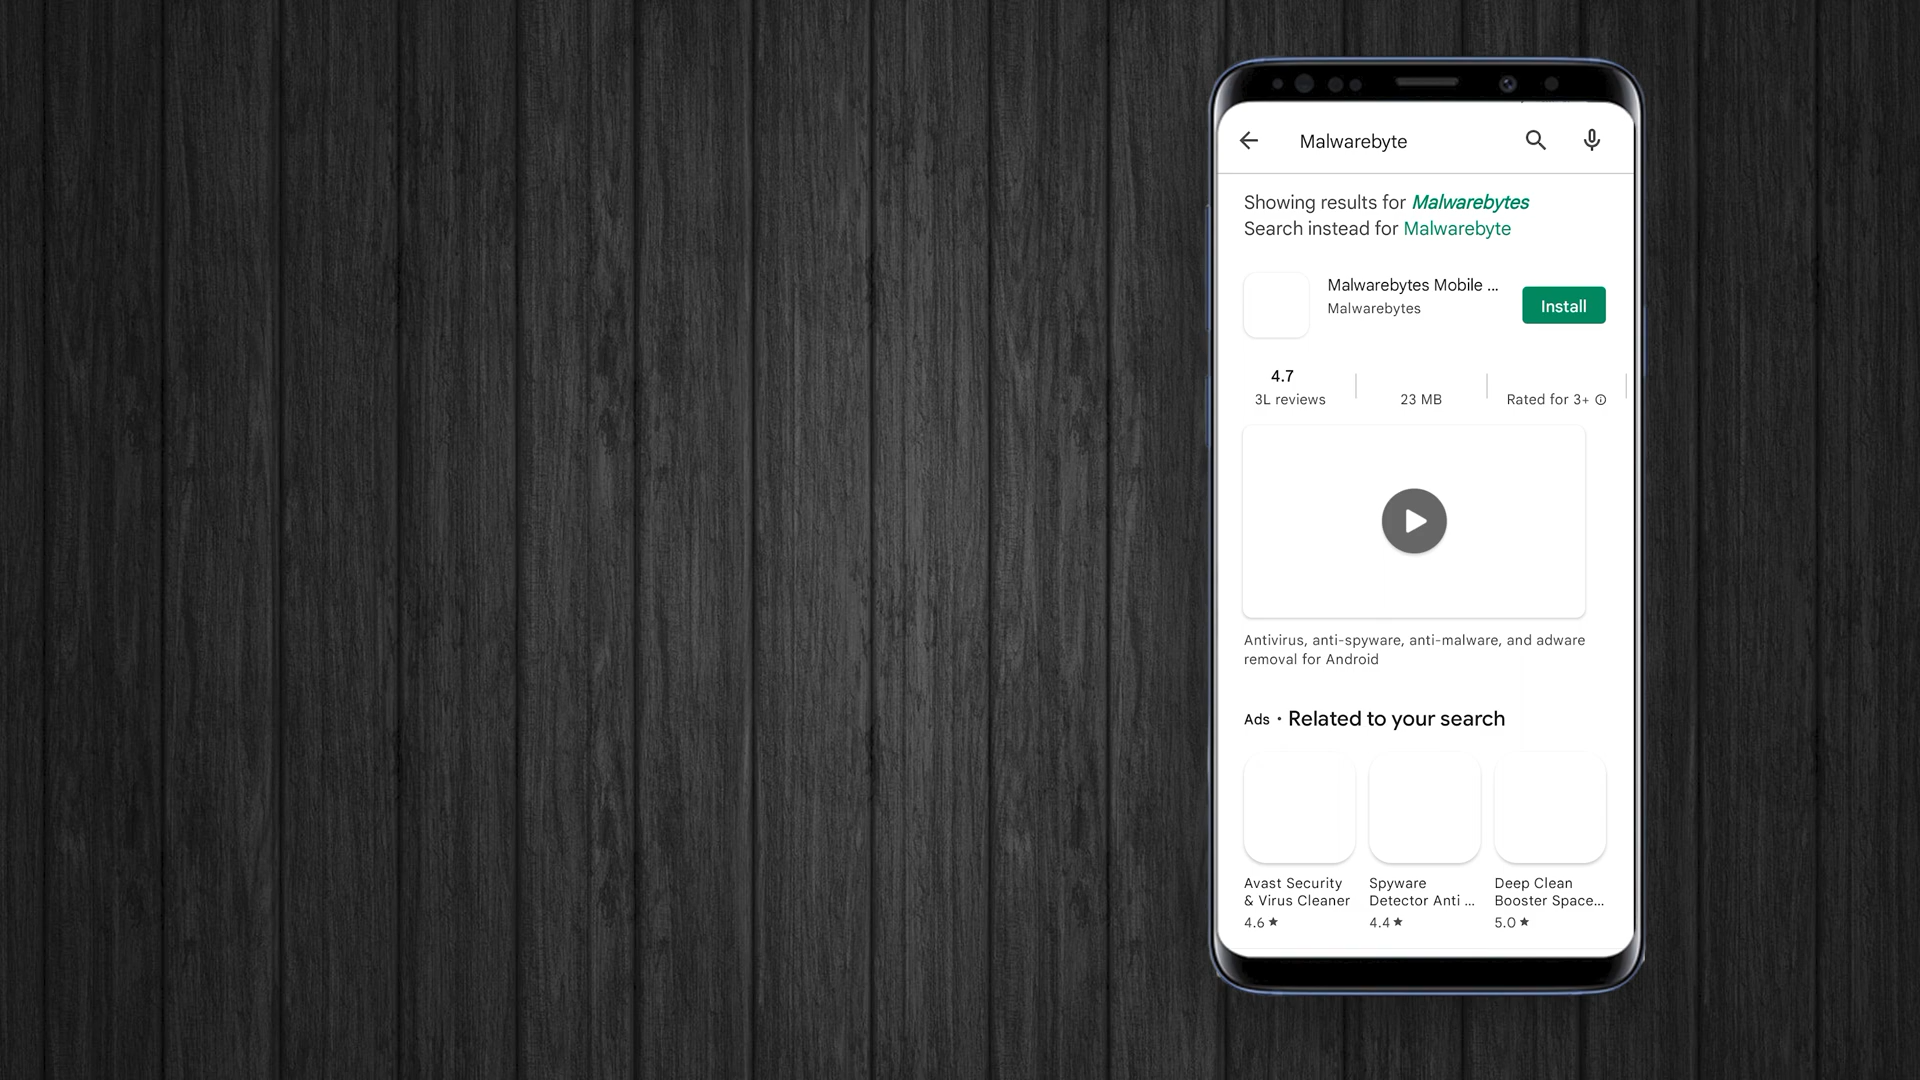 Malwarebyte
Showing results for Malwarebytes
Search instead for Malwarebyte
Malwarebytes Mobile ...
Malwarebytes
Install
4.7
3L reviews
23 MB
Rated for 3+
Antivirus, anti-spyware, anti-malware, and adware
removal for Android
Ads • Related to your search
Avast Security
& Virus Cleaner
4.6★
Spyware
Detector Anti ...
4.4★
Deep Clean
Booster Space...
5.0★